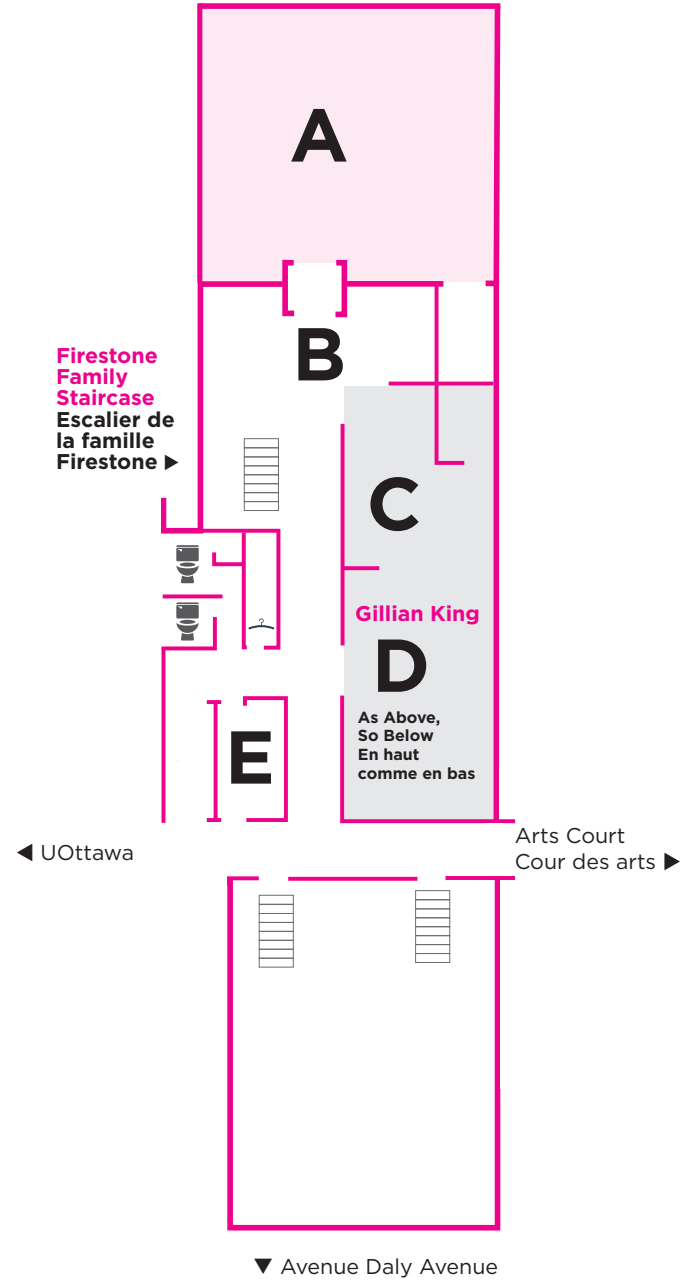 A
B
Firestone
Family
Staircase
Escalier de
la famille
Firestone ▶
C
Gillian King
D
As Above,
So Below
En haut
comme en bas
E
◀ UOttawa
Arts Court
Cour des arts ▶
▼ Avenue Daly Avenue